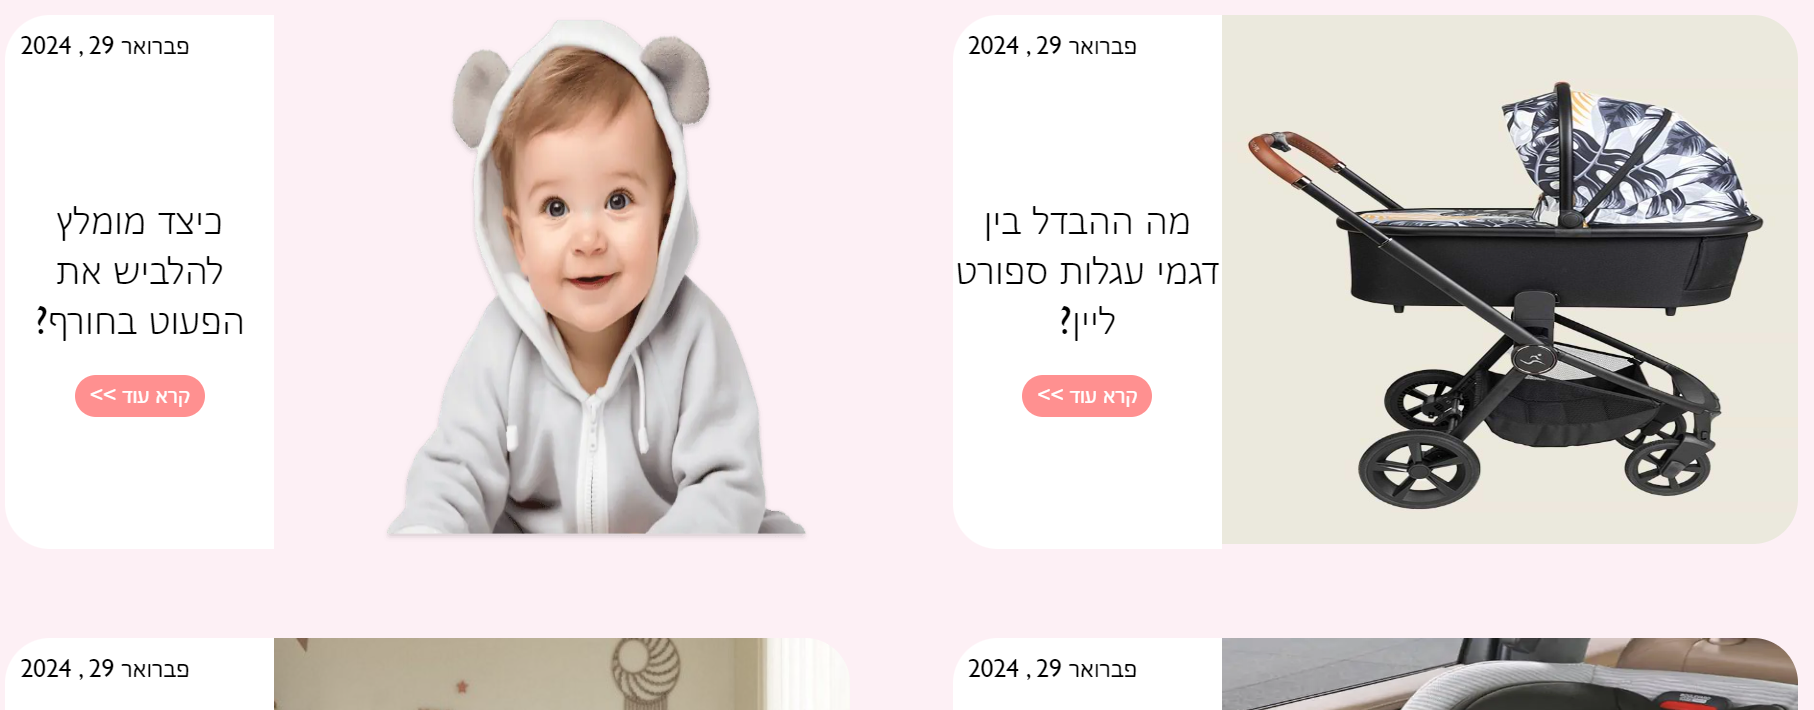 פברואר 29, 2024
מה ההבדל בין
דגמי עגלות ספורט
ליין?
קרא עוד >>
פברואר 29, 2024
כיצד מומלץ
להלביש את
הפעוט בחורף?
קרא עוד >>
פברואר 29, 2024
פברואר 29, 2024